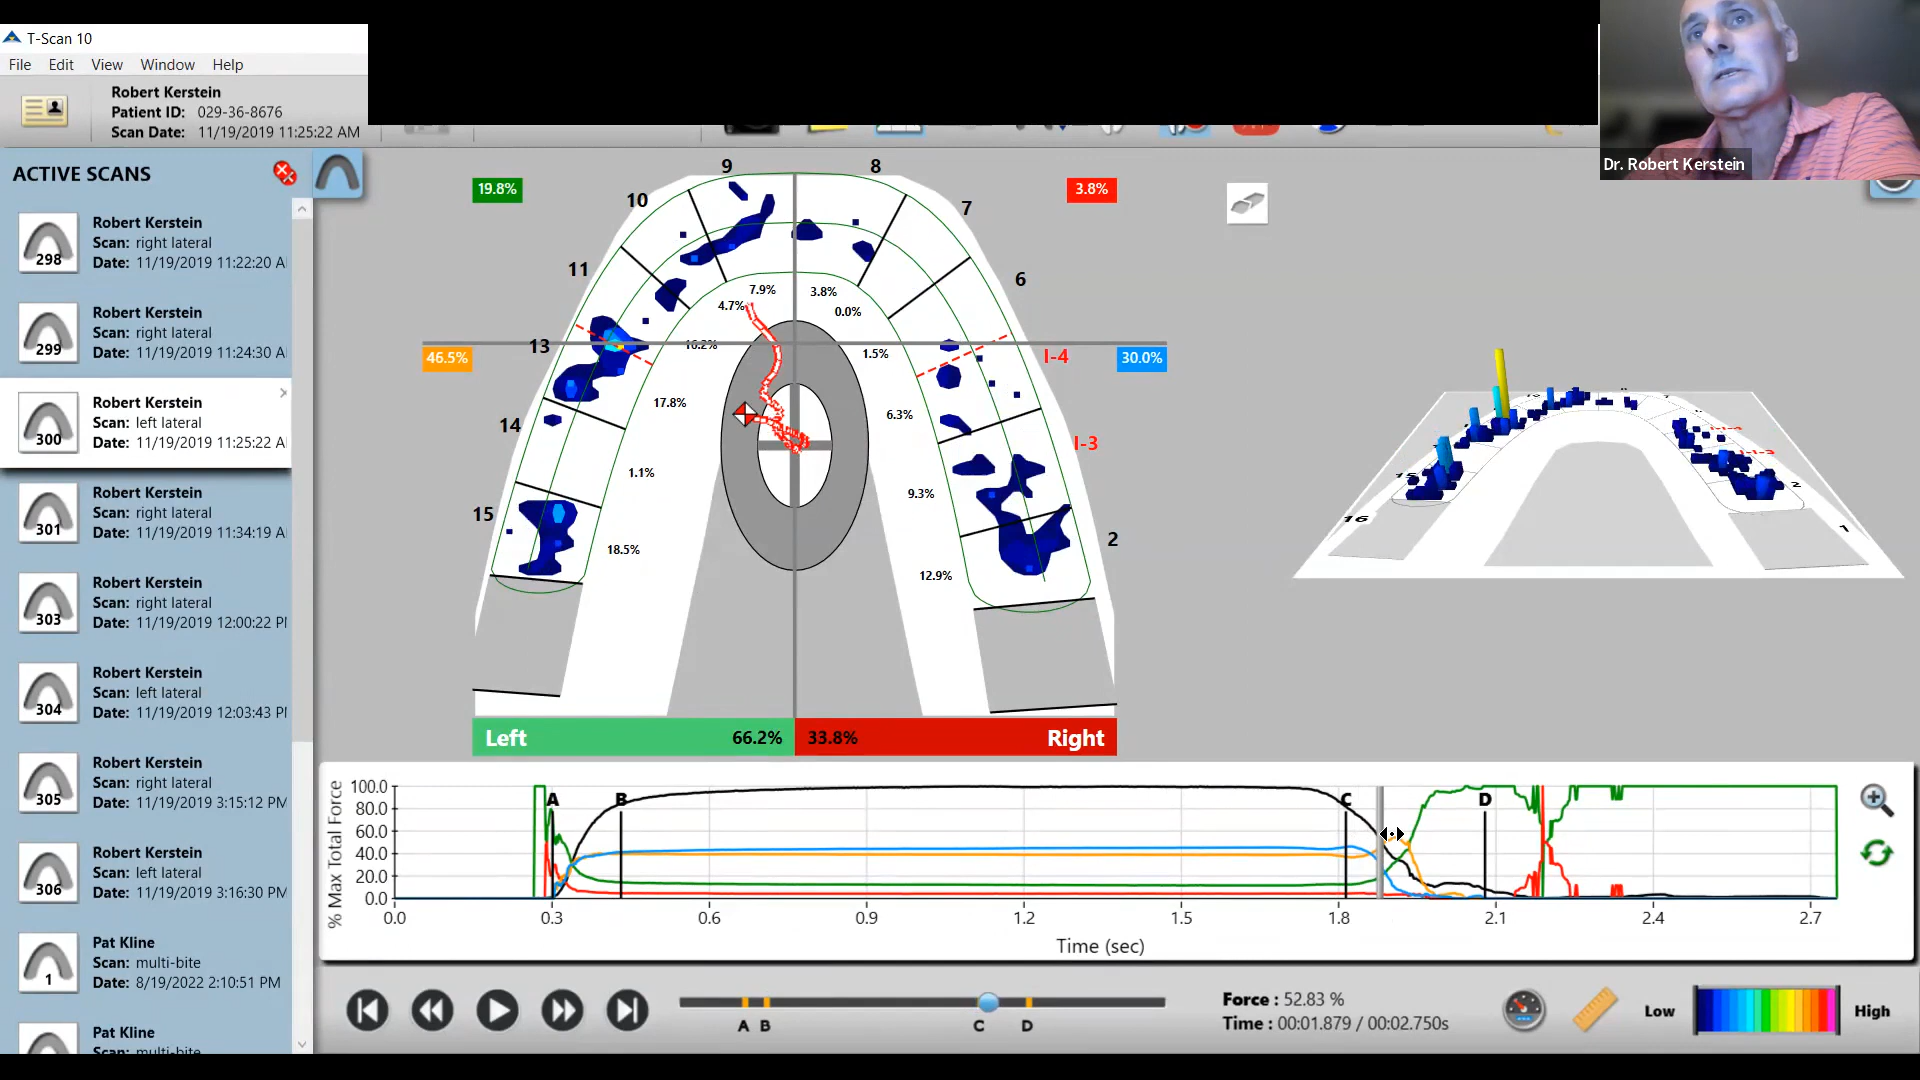 T-Scan 10
File Edit View Window Help
Robert Kerstein
Patient ID: 029-36-8676
Scan Date: 11/19/2019 11:25:22 AM
Dr. Robert Kerstein
ACTIVE SCANS
Robert Kerstein
Scan: right lateral
Date: 11/19/2019 11:22:20 A
298
Robert Kerstein
Scan: right lateral
Date: 11/19/2019 11:24:30 A
299
Robert Kerstein
Scan: left lateral
Date: 11/19/2019 11:25:22 A
300
Robert Kerstein
Scan: right lateral
Date: 11/19/2019 11:34:19 A
301
Robert Kerstein
Scan: right lateral
Date: 11/19/2019 12:00:22 P
303
Robert Kerstein
Scan: left lateral
Date: 11/19/2019 12:03:43 P
304
Robert Kerstein
Scan: right lateral
Date: 11/19/2019 3:15:12 PM
305
Robert Kerstein
Scan: left lateral
Date: 11/19/2019 3:16:30 PM
306
Pat Kline
Scan: multi-bite
Date: 8/19/2022 2:10:51 PM
1
Pat Kline
Scan: multi-bite
9 8
19.8% 3.8%
10 7
11 6
7.9% 3.8%
4.7% 0.0%
13 16.2% 1.5% I-4
46.5% 30.0%
17.8% 6.3%
14 I-3
1.1% 9.3%
15 2
18.5% 12.9%
Left 66.2% 33.8% Right
15 2
16 1
% Max Total Force
100.0
80.0
60.0
40.0
20.0
0.0
A B C D
0.0 0.3 0.6 0.9 1.2 1.5 1.8 2.1 2.4 2.7
Time (sec)
A B C D
Force : 52.83 %
Time : 00:01.879 / 00:02.750s
Low High